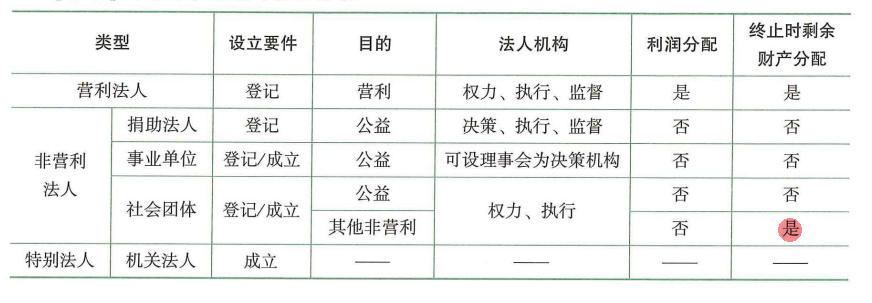 类型 设立要件 目的 法人机构 利润分配 终止时剩余
财产分配
营利法人 登记 营利 权力、执行、监督 是 是
非营利
法人
捐助法人 登记 公益 决策、执行、监督 否 否
事业单位 登记/成立 公益 可设理事会为决策机构 否 否
社会团体 登记/成立 公益 权力、执行 否 否
其他非营利 否 是
特别法人 机关法人 成立 —— —— —— ——